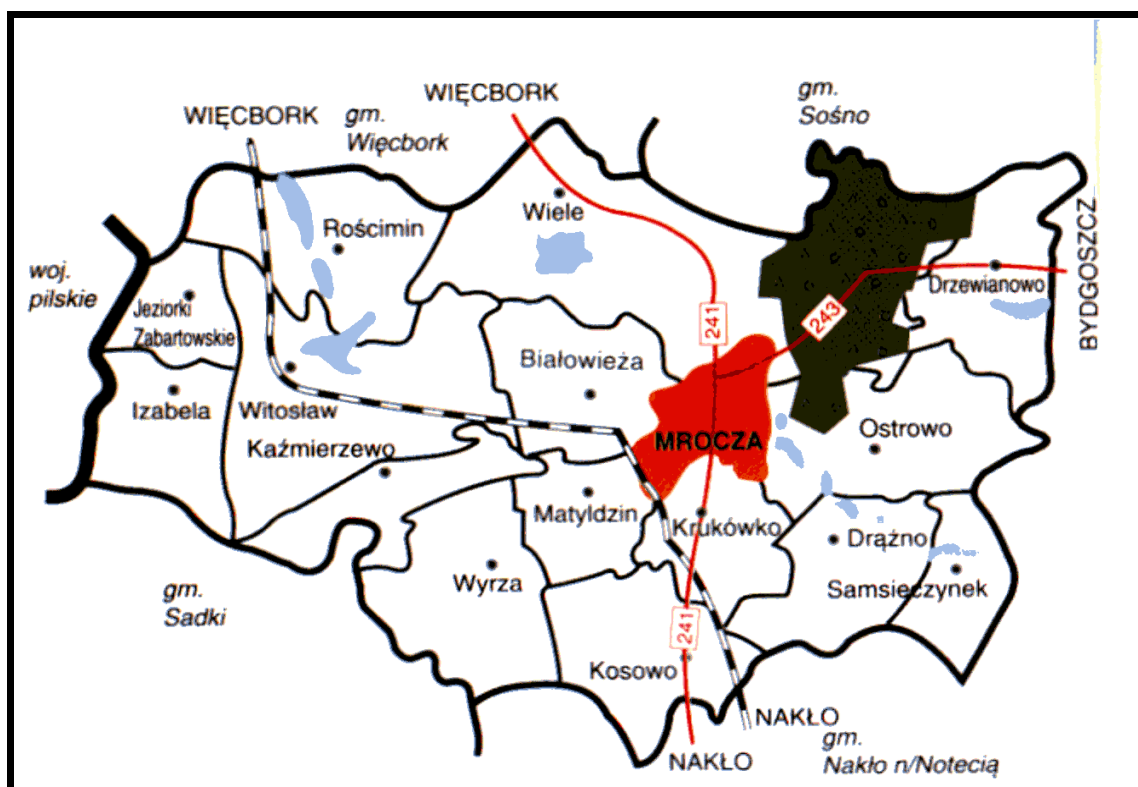 WIĘCBORK
gm.
Sośno
WIĘCBORK
gm.
Więcbork
Wiele
Rościmin
BYDGOSZCZ
woj.
pilskie
Drzewianowo
Jeziorki
Zabartowskie
241
243
Białowieża
Izabela
Witosław
Ostrowo
MROCZA
Kaźmierzewo
Matyldzin
Krukówko
Drążno
Wyrza
Samsieczynek
gm.
Sadki
241
Kosowo
NAKŁO
NAKŁO
gm.
Nakło n/Notecią